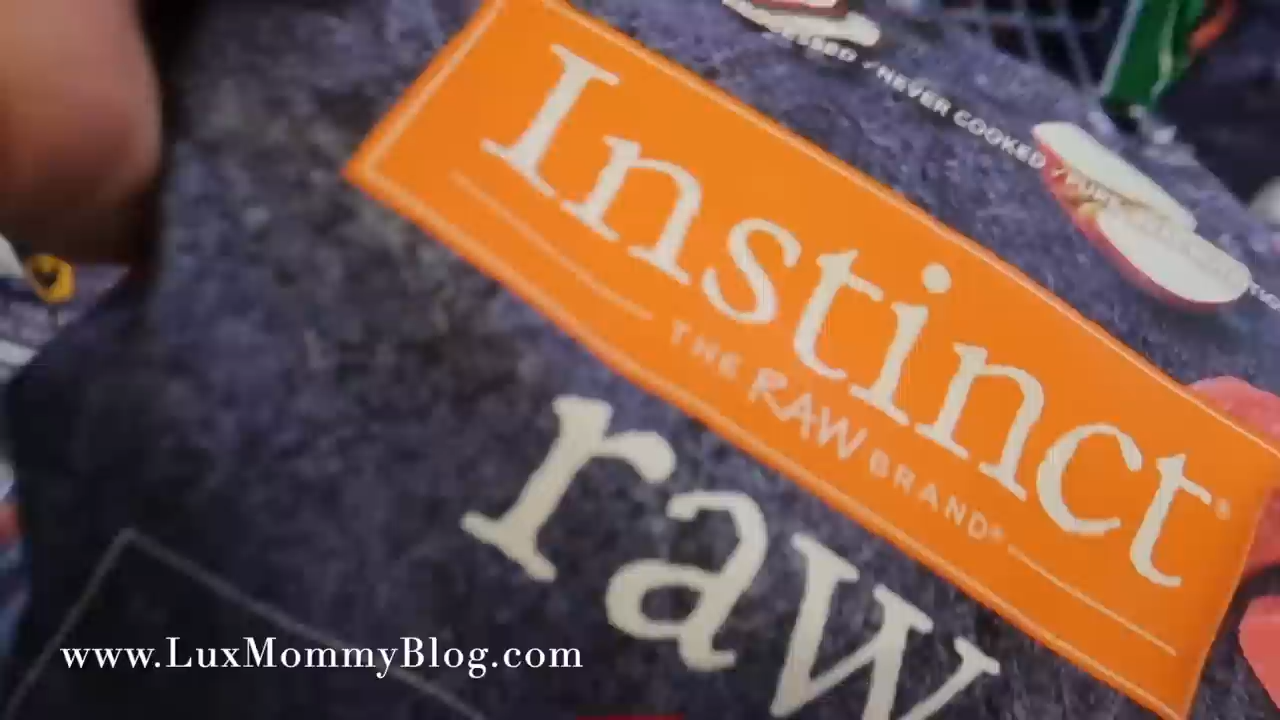 NEVER COOKED
Instinct®
THE RAW BRAND®
raw
www.LuxMommyBlog.com